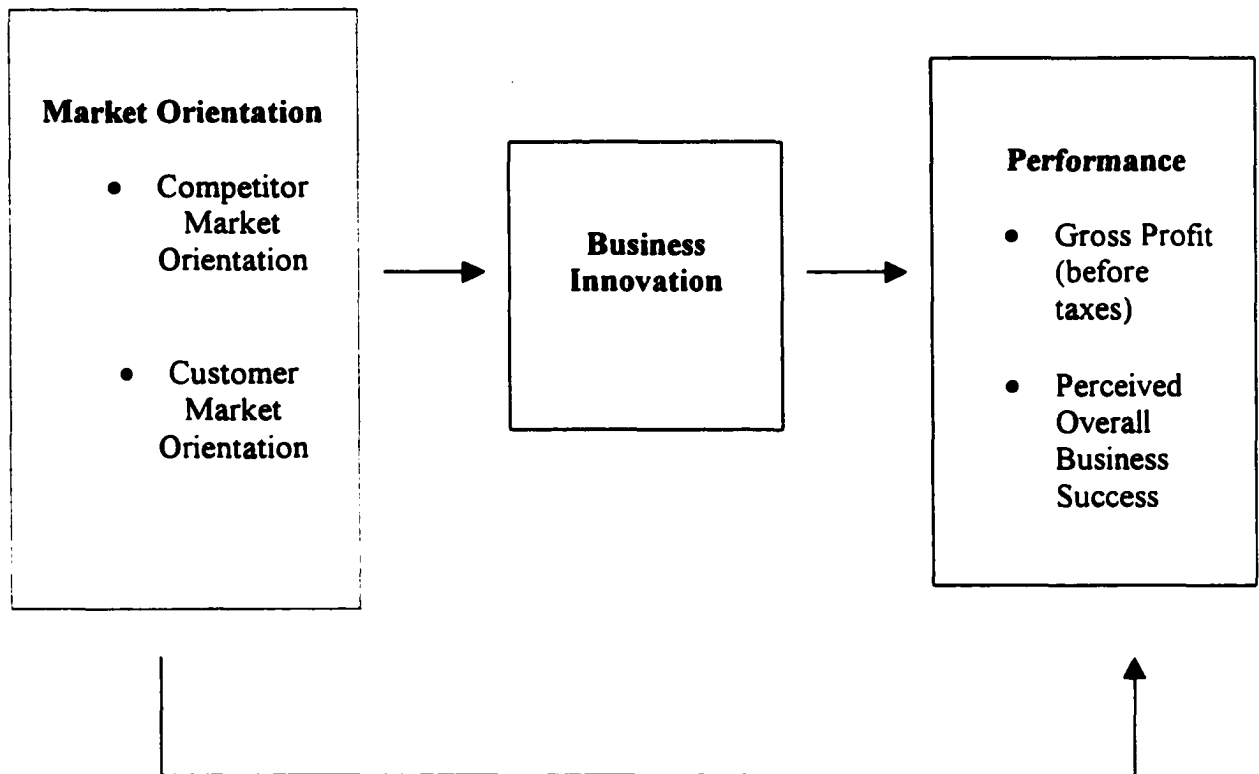 Market Orientation
• Competitor
Market
Orientation
• Customer
Market
Orientation
Business
Innovation
Performance
• Gross Profit
(before
taxes)
• Perceived
Overall
Business
Success